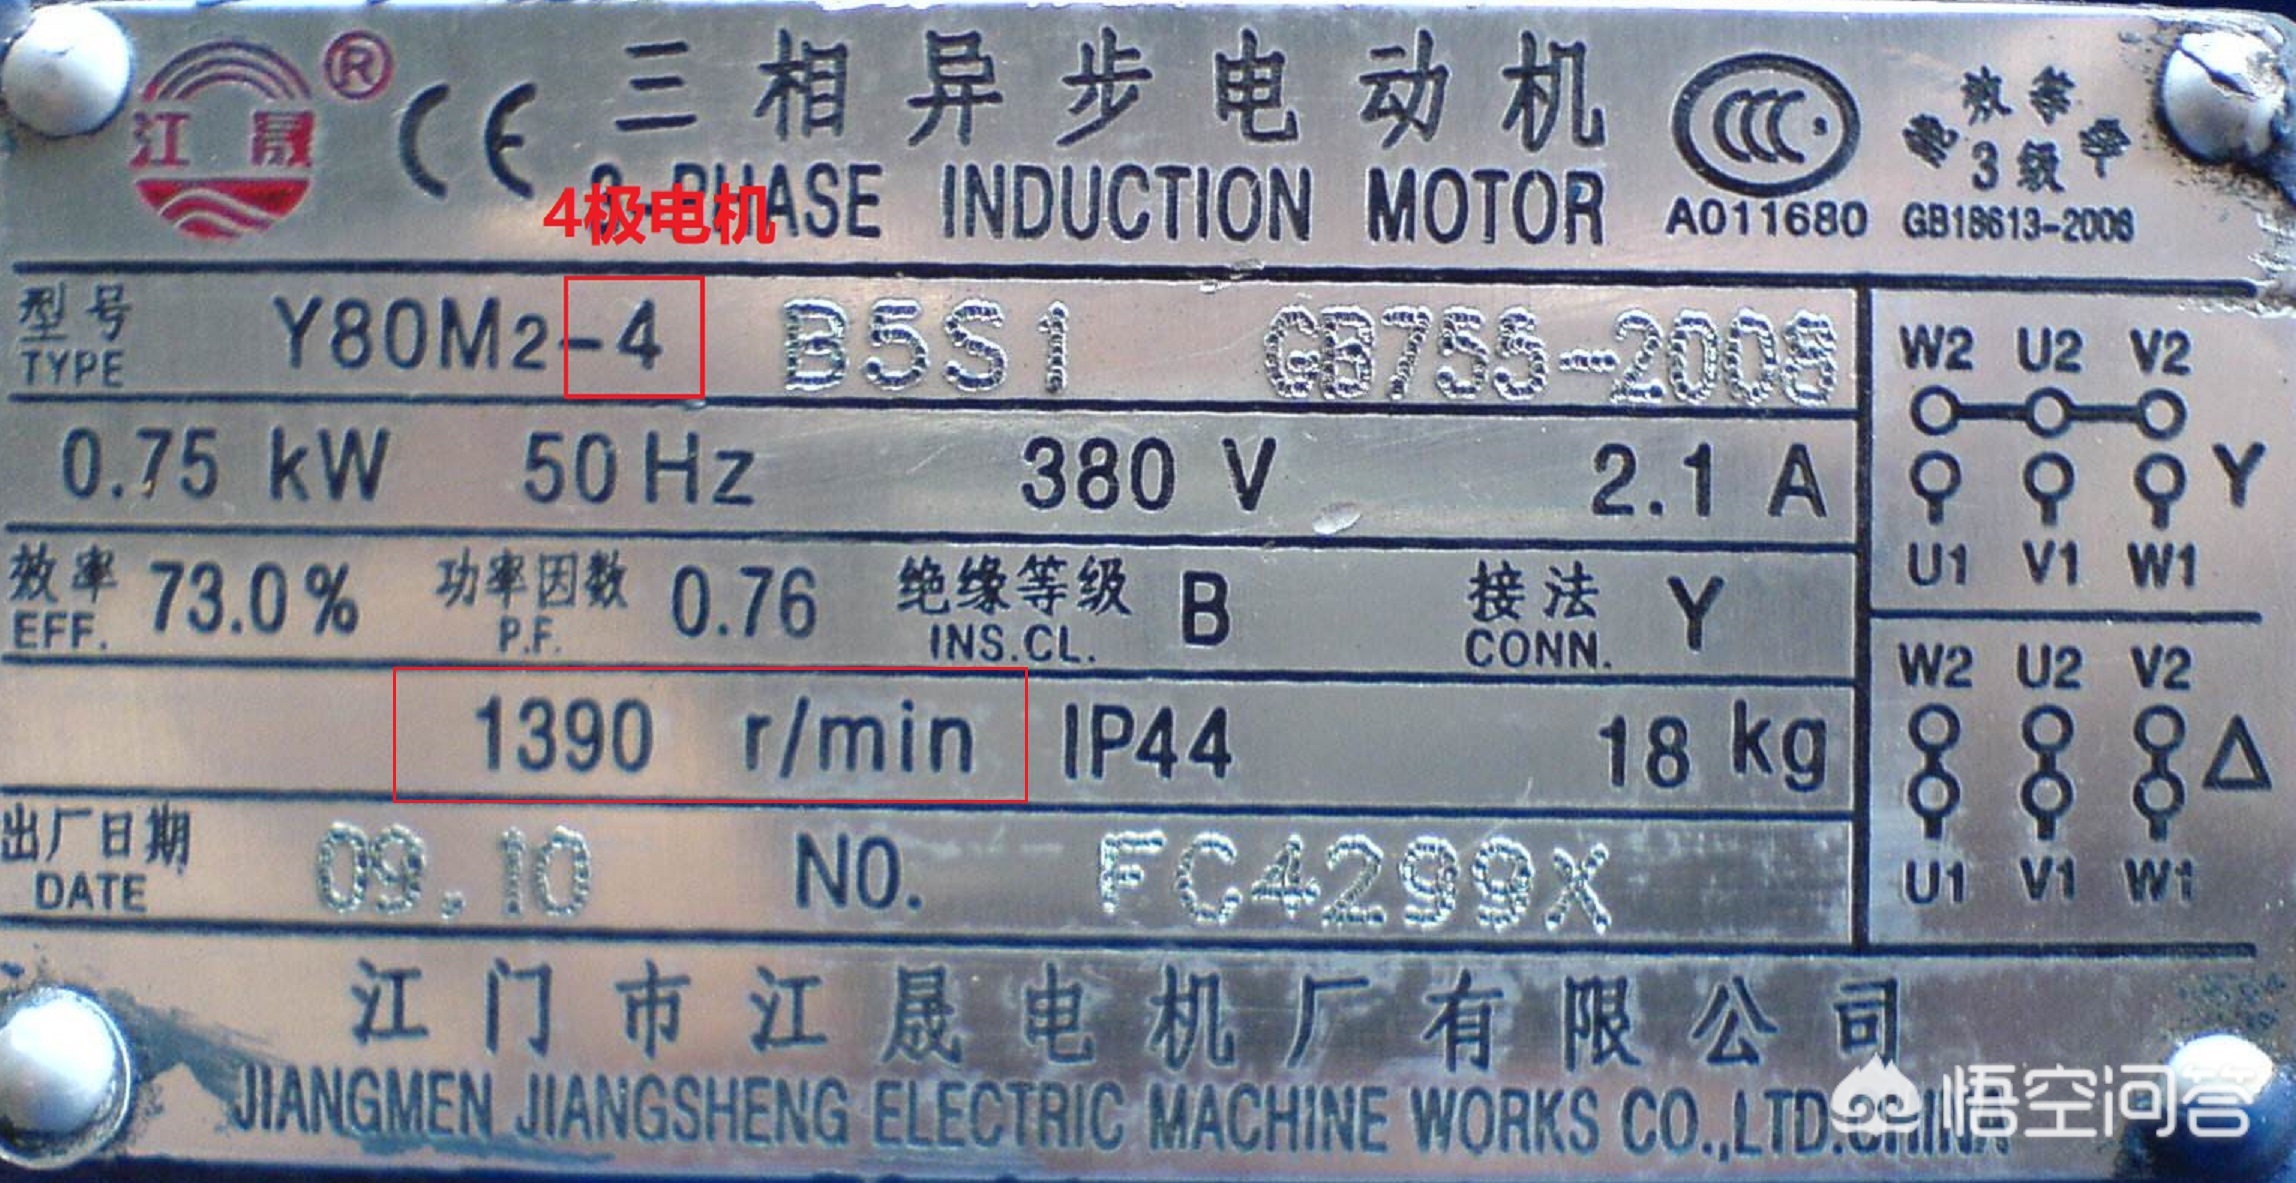 江晟 ®
CE 三相异步电动机
3-PHASE INDUCTION MOTOR
4极电机
CCC S
A011680
能效等
3级
GB18613-2006
型号 TYPE Y80M2-4 B5S1 GB755-2008
0.75 kW 50 Hz 380 V 2.1 A
效率 EFF. 73.0% 功率因数 P.F. 0.76 绝缘等级 INS.CL. B 接法 CONN. Y
1390 r/min IP44 18 kg
出厂日期 DATE 09.10 NO. FC4299X
W2 U2 V2
Y
U1 V1 W1
W2 U2 V2
△
U1 V1 W1
江门市江晟电机厂有限公司
JIANGMEN JIANGSHENG ELECTRIC MACHINE WORKS CO.,LTD.CHINA
悟空问答